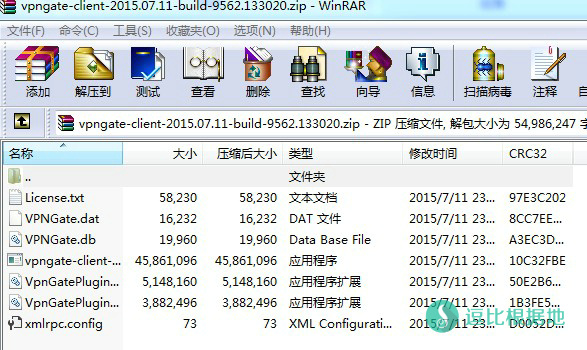 vpngate-client-2015.07.11-build-9562.133020.zip - WinRAR
文件(F) 命令(C) 工具(S) 收藏夹(O) 选项(N) 帮助(H)
添加 解压到 测试 查看 删除 查找 向导 信息 扫描病毒 注释
vpngate-client-2015.07.11-build-9562.133020.zip - ZIP 压缩文件, 解包大小为 54,986,247 字
名称 大小 压缩后大小 类型 修改时间 CRC32
.. 文件夹
License.txt 58,230 58,230 文本文档 2015/7/11 23... 97E3C202
VPNGate.dat 16,232 16,232 DAT 文件 2015/7/11 23... 8CC7EE...
VPNGate.db 19,960 19,960 Data Base File 2015/7/11 23... A3EC3D...
vpngate-client-... 45,861,096 45,861,096 应用程序 2015/7/11 23... 10C32FBE
VpnGatePlugin... 5,148,160 5,148,160 应用程序扩展 2015/7/11 23... 50E2B6...
VpnGatePlugin... 3,882,496 3,882,496 应用程序扩展 2015/7/11 23... 1B3FE5...
xmlrpc.config 73 73 XML Configurati... 2015/7/11 23... D0052D...
逗比根据地